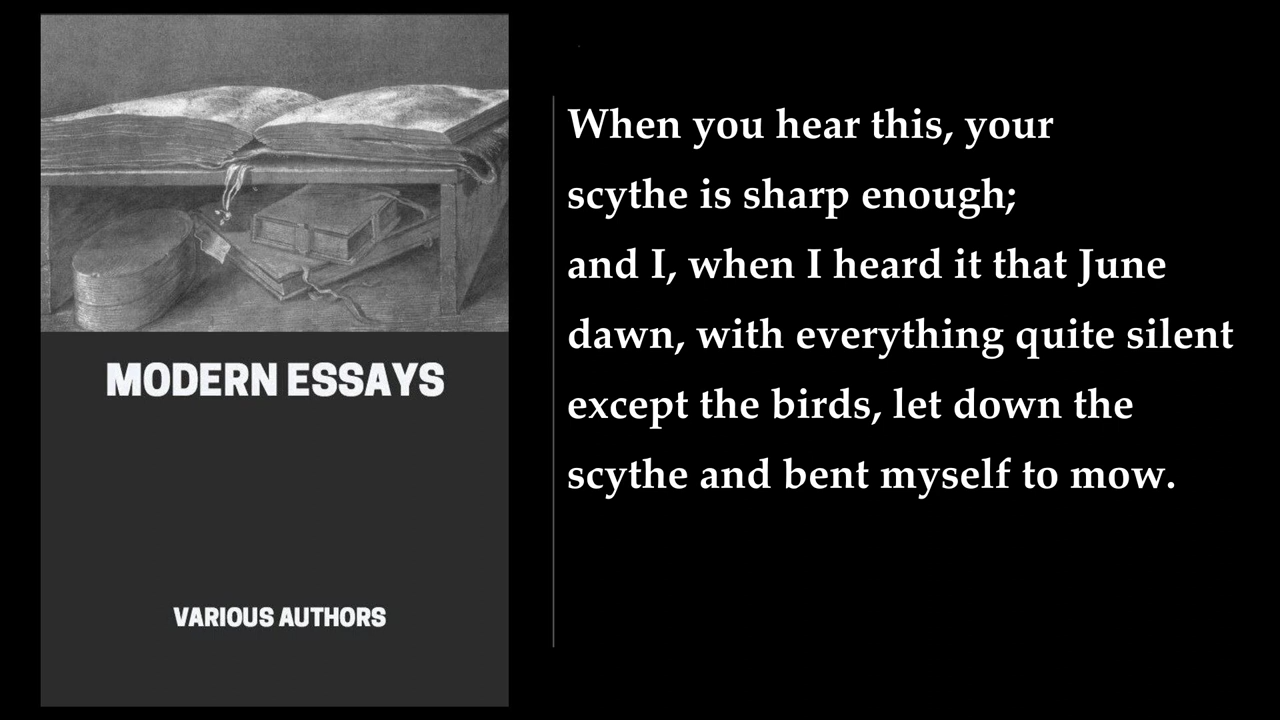 MODERN ESSAYS
VARIOUS AUTHORS
When you hear this, your
scythe is sharp enough;
and I, when I heard it that June
dawn, with everything quite silent
except the birds, let down the
scythe and bent myself to mow.